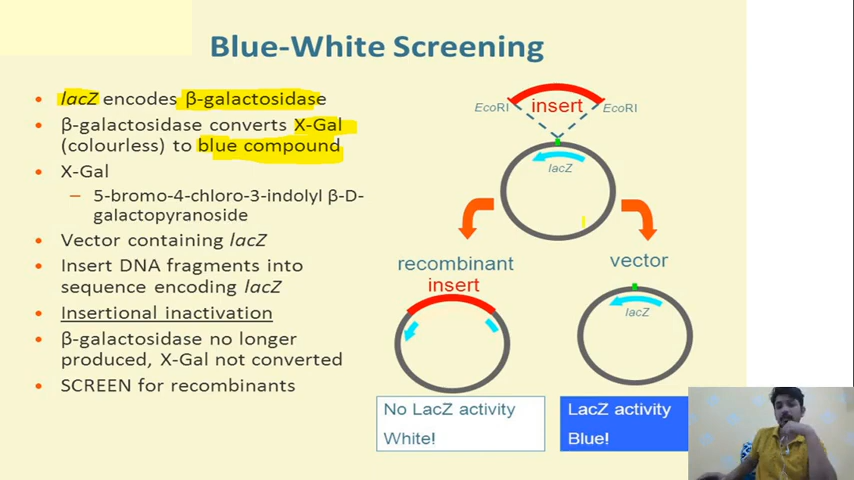 Blue-White Screening
lacZ encodes β-galactosidase
β-galactosidase converts X-Gal
(colourless) to blue compound
X-Gal
– 5-bromo-4-chloro-3-indolyl β-D-
galactopyranoside
Vector containing lacZ
Insert DNA fragments into
sequence encoding lacZ
Insertional inactivation
β-galactosidase no longer
produced, X-Gal not converted
SCREEN for recombinants
EcoRI
insert
EcoRI
lacZ
recombinant
insert
vector
lacZ
No LacZ activity
White!
LacZ activity
Blue!